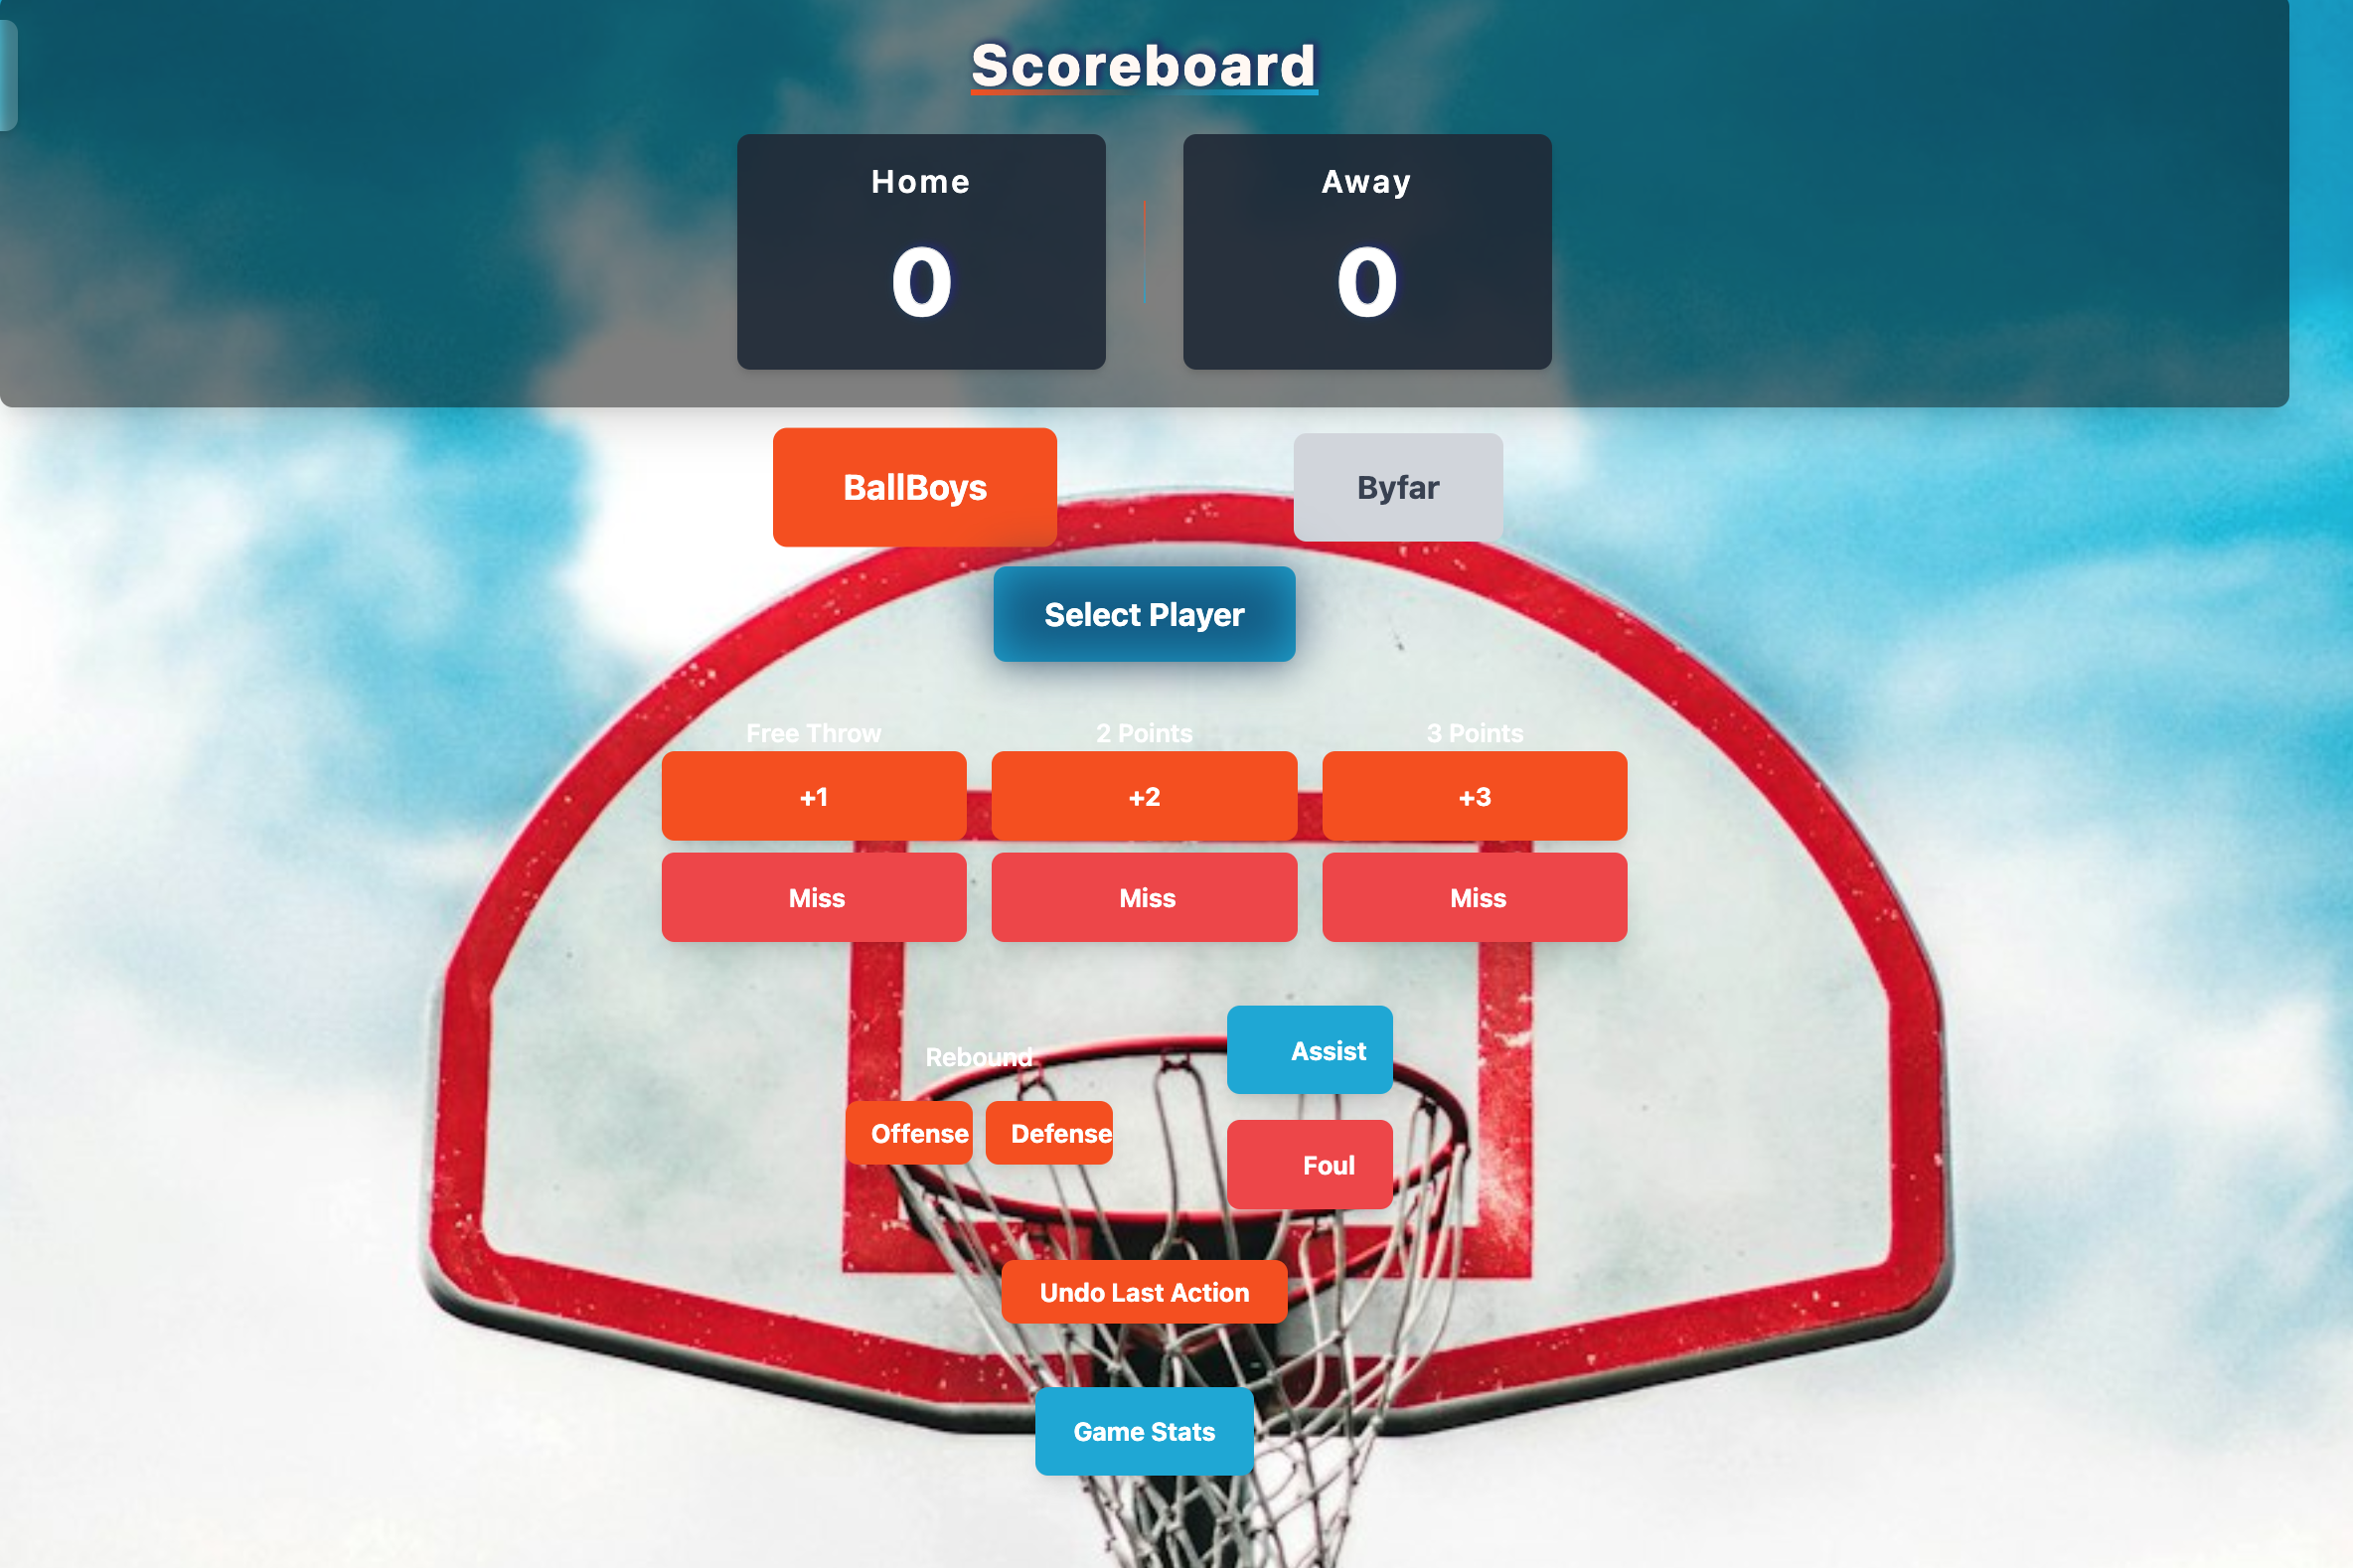 Scoreboard
Home
Away
0
0
BallBoys
Byfar
Select Player
Free Throw
2 Points
3 Points
+1
+2
+3
Miss
Miss
Miss
Rebound
Assist
Offense
Defense
Foul
Undo Last Action
Game Stats